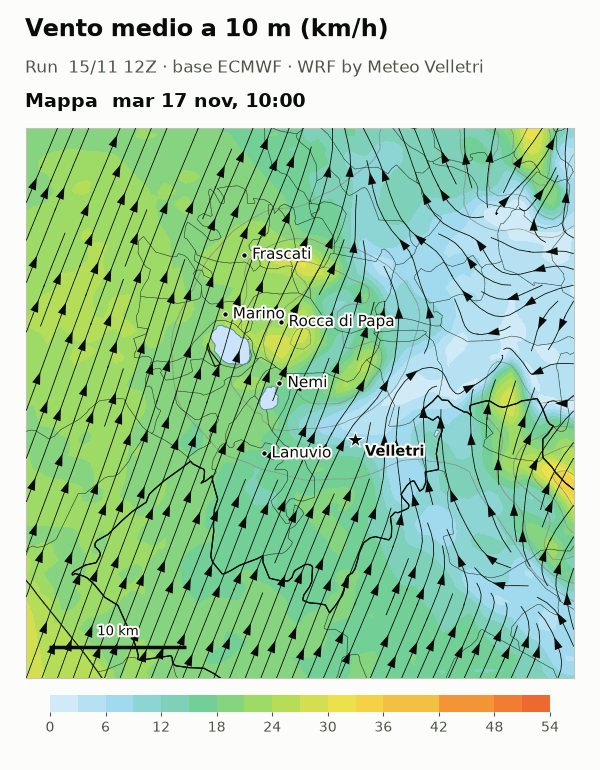 Vento medio a 10 m (km/h)
Run  15/11 12Z · base ECMWF · WRF by Meteo Velletri
Mappa  mar 17 nov, 10:00
Frascati
Marino
Rocca di Papa
Nemi
Velletri
Lanuvio
10 km
0 6 12 18 24 30 36 42 48 54